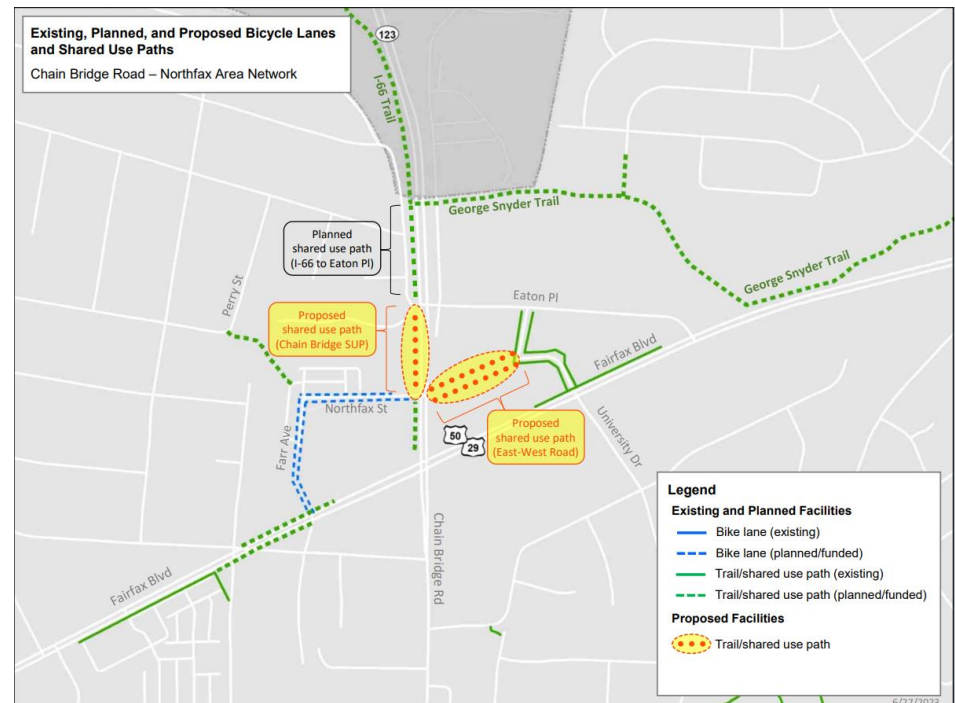 Existing, Planned, and Proposed Bicycle Lanes
and Shared Use Paths
Chain Bridge Road – Northfax Area Network
123
I-66 Trail
George Snyder Trail
Planned
shared use path
(I-66 to Eaton Pl)
George Snyder Trail
Perry St
Eaton Pl
Proposed
shared use path
(Chain Bridge SUP)
Fairfax Blvd
Northfax St
Farr Ave
50
29
Proposed
shared use path
(East-West Road)
University Dr
Chain Bridge Rd
Fairfax Blvd
Legend
Existing and Planned Facilities
Bike lane (existing)
Bike lane (planned/funded)
Trail/shared use path (existing)
Trail/shared use path (planned/funded)
Proposed Facilities
Trail/shared use path
6/27/2023